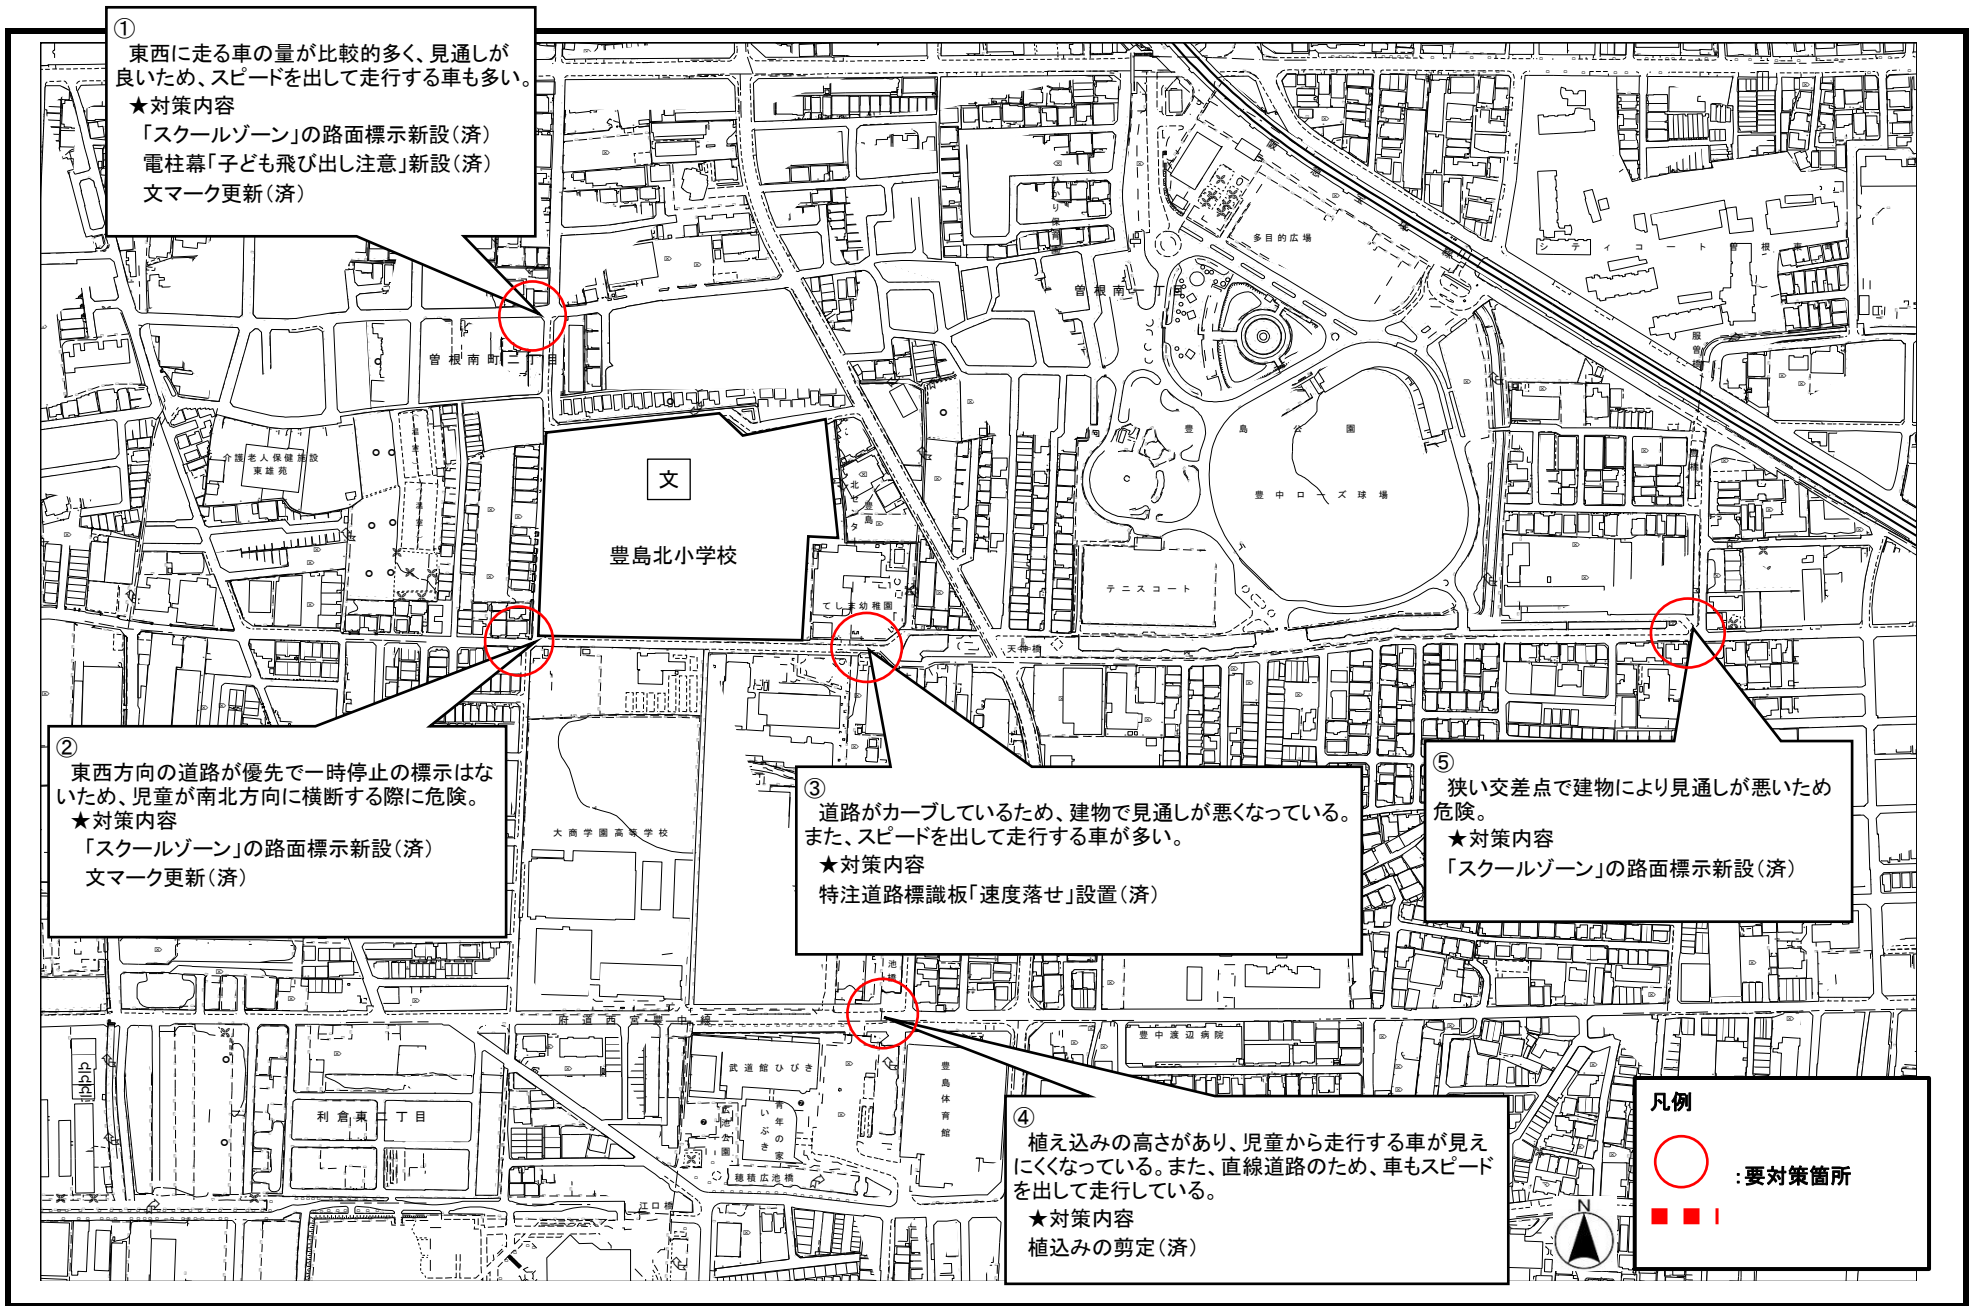 ①
東西に走る車の量が比較的多く、見通しが
良いため、スピードを出して走行する車も多い。
★対策内容
「スクールゾーン」の路面標示新設(済)
電柱幕「子ども飛び出し注意」新設(済)
文マーク更新(済)
多目的広場
シティコート曽根東
曽根南一丁目
曽根南町二丁目
介護老人保健施設
東雄苑
文
豊島北小学校
豊島公園
豊中ローズ球場
テニスコート
てしま幼稚園
天神橋
②
東西方向の道路が優先で一時停止の標示はな
いため、児童が南北方向に横断する際に危険。
★対策内容
「スクールゾーン」の路面標示新設(済)
文マーク更新(済)
大商学園高等学校
③
道路がカーブしているため、建物で見通しが悪くなっている。
また、スピードを出して走行する車が多い。
★対策内容
特注道路標識板「速度落せ」設置(済)
⑤
狭い交差点で建物により見通しが悪いため
危険。
★対策内容
「スクールゾーン」の路面標示新設(済)
府道西宮豊中線
豊中渡辺病院
武道館ひびき
青年の家
いぶき
広池公園
豊島体育館
利倉東二丁目
穂積広池橋
江口橋
④
植え込みの高さがあり、児童から走行する車が見え
にくくなっている。また、直線道路のため、車もスピード
を出して走行している。
★対策内容
植込みの剪定(済)
凡例
:要対策箇所
N